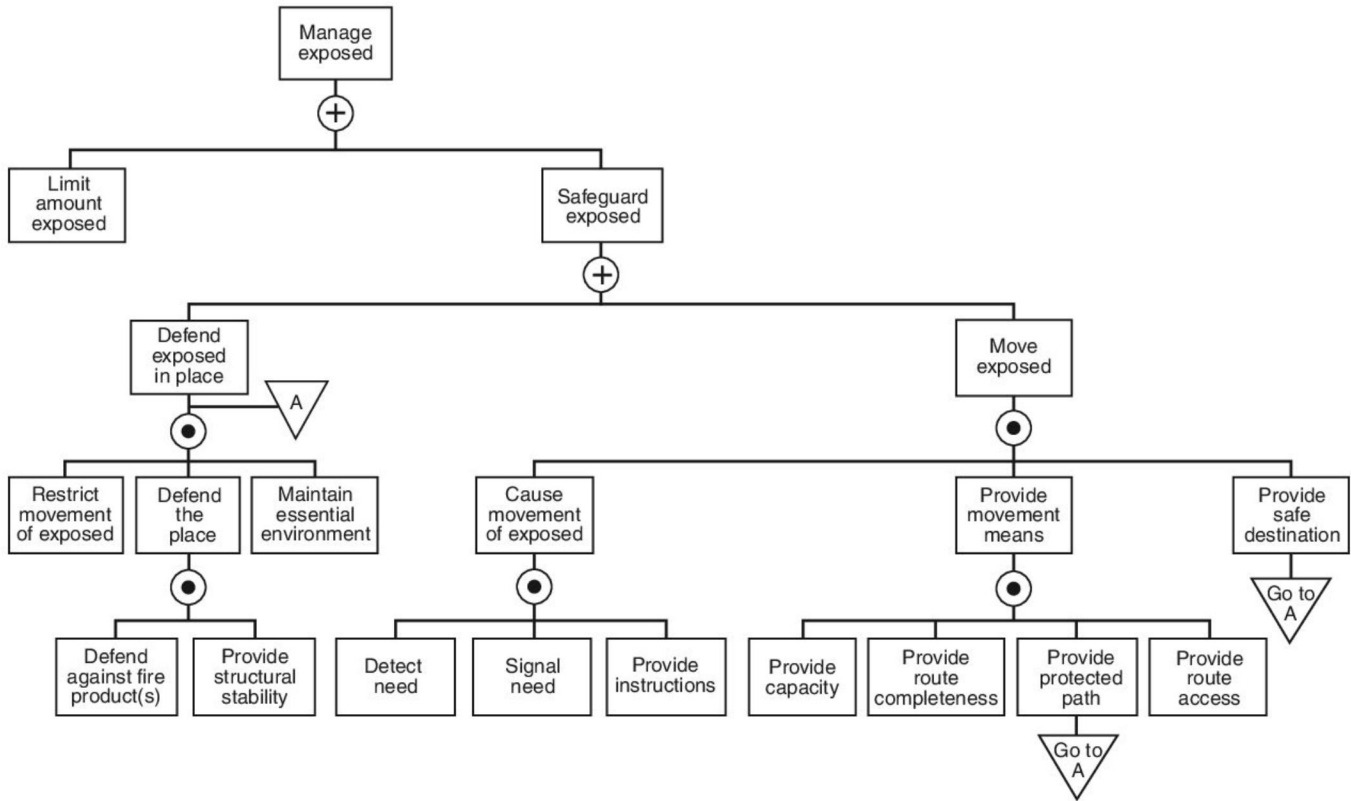 Manage
exposed
Limit
amount
exposed
Safeguard
exposed
Defend
exposed
in place
A
Move
exposed
Restrict
movement
of exposed
Defend
the
place
Maintain
essential
environment
Cause
movement
of exposed
Provide
movement
means
Provide
safe
destination
Go to
A
Defend
against fire
product(s)
Provide
structural
stability
Detect
need
Signal
need
Provide
instructions
Provide
capacity
Provide
route
completeness
Provide
protected
path
Provide
route
access
Go to
A